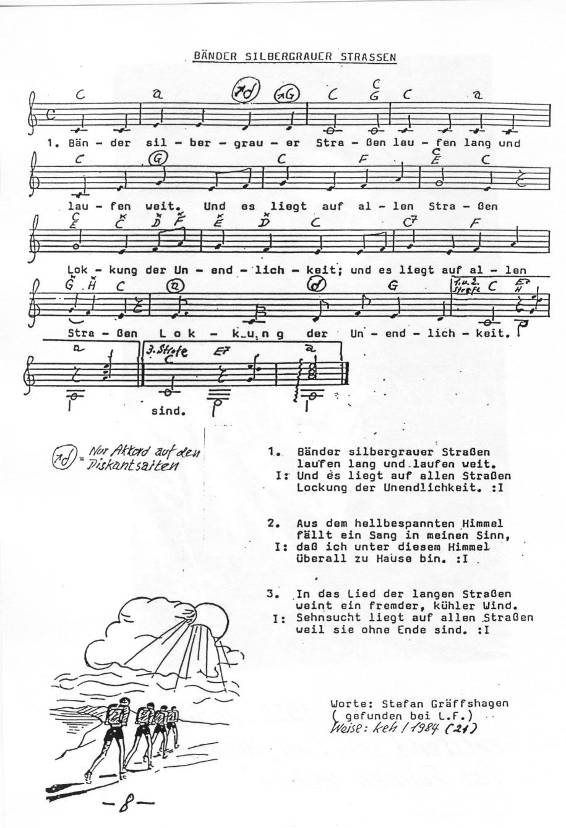 BÄNDER SILBERGRAUER STRASSEN
C a ↗d ↗G C C G C a
1. Bän - der sil - ber - grau - er Stra - ßen lau - fen lang und
C G C F C E C
lau - fen weit. Und es liegt auf al - len Stra - ßen
C E C D F E D C C7 F
Lok - kung der Un - end - lich - keit; und es liegt auf al - len
G H C a d G 1.u.2. Strofe C E7 H
Stra - ßen L o k - k u n g der Un - end - lich - keit.
a 3. Strofe C E7 a
sind.
↗d = Nur Akkord auf den
Diskantsaiten
1. Bänder silbergrauer Straßen
laufen lang und laufen weit.
I: Und es liegt auf allen Straßen
Lockung der Unendlichkeit. :I
2. Aus dem hellbespannten Himmel
fällt ein Sang in meinen Sinn,
I: daß ich unter diesem Himmel
überall zu Hause bin. :I
3. In das Lied der langen Straßen
weint ein fremder, kühler Wind.
I: Sehnsucht liegt auf allen Straßen
weil sie ohne Ende sind. :I
Worte: Stefan Gräffshagen
( gefunden bei L.F.)
Weise: keh / 1984 (21)
- 8 -